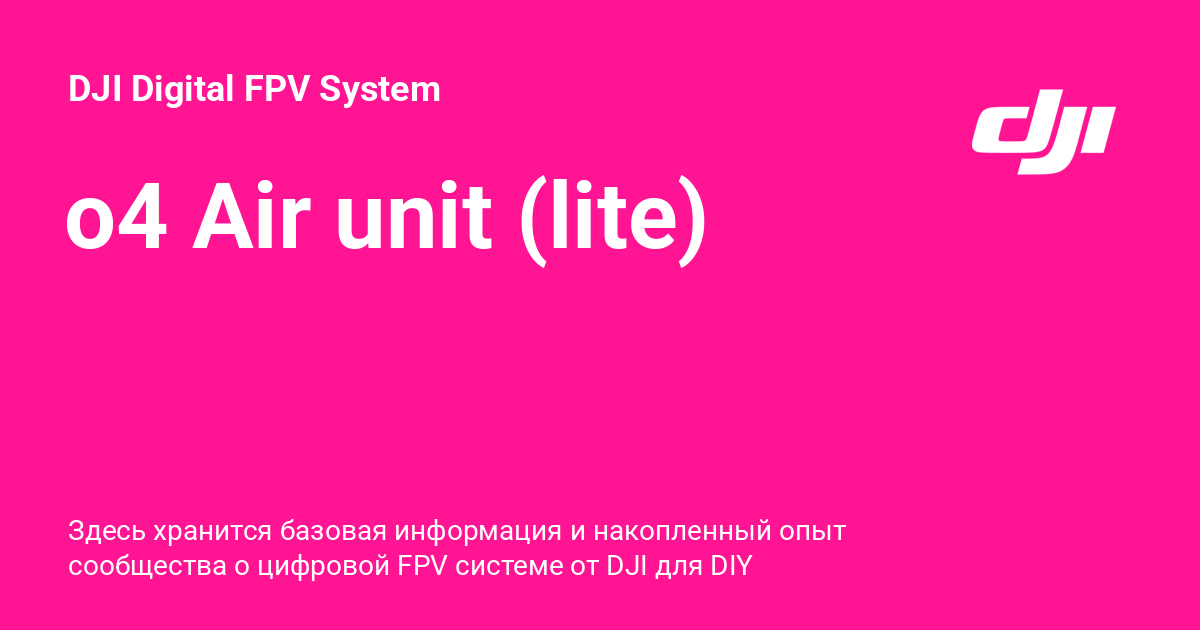 DJI Digital FPV System
dji
o4 Air unit (lite)
Здесь хранится базовая информация и накопленный опыт
сообщества о цифровой FPV системе от DJI для DIY